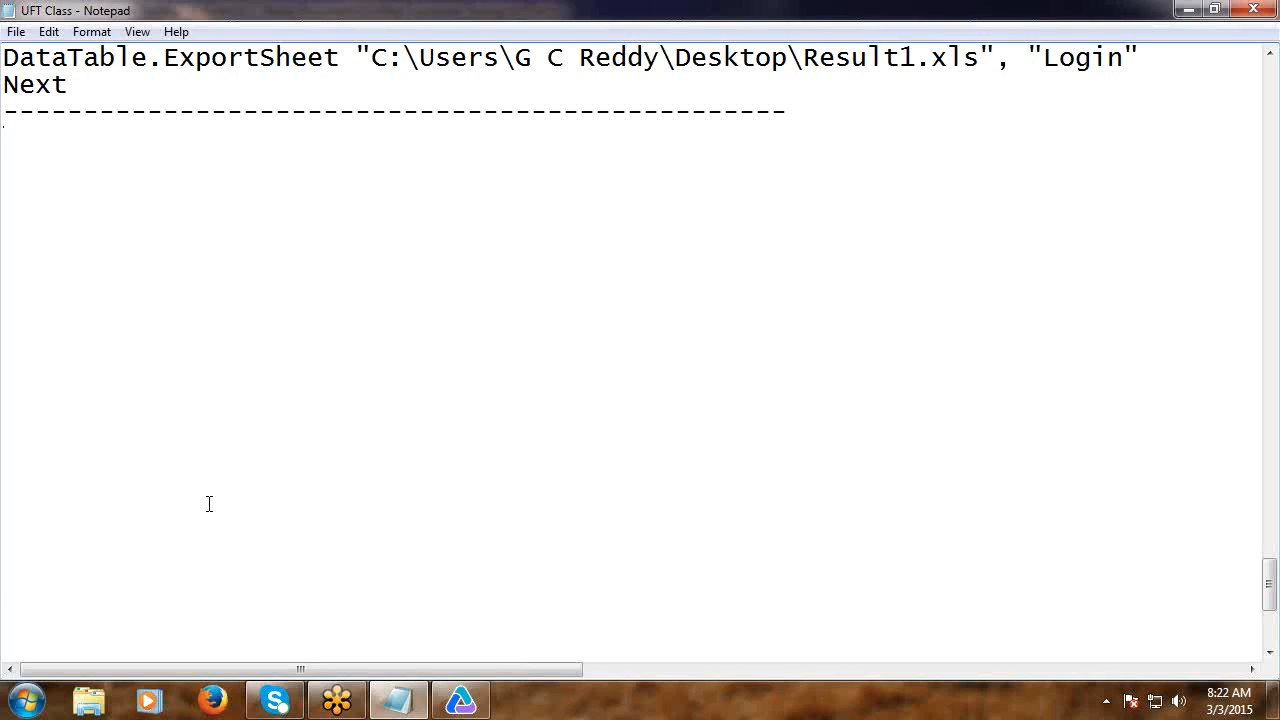 UFT Class - Notepad
File Edit Format View Help
DataTable.ExportSheet "C:\Users\G C Reddy\Desktop\Result1.xls", "Login"
Next
-------------------------------------------------
8:22 AM
3/3/2015